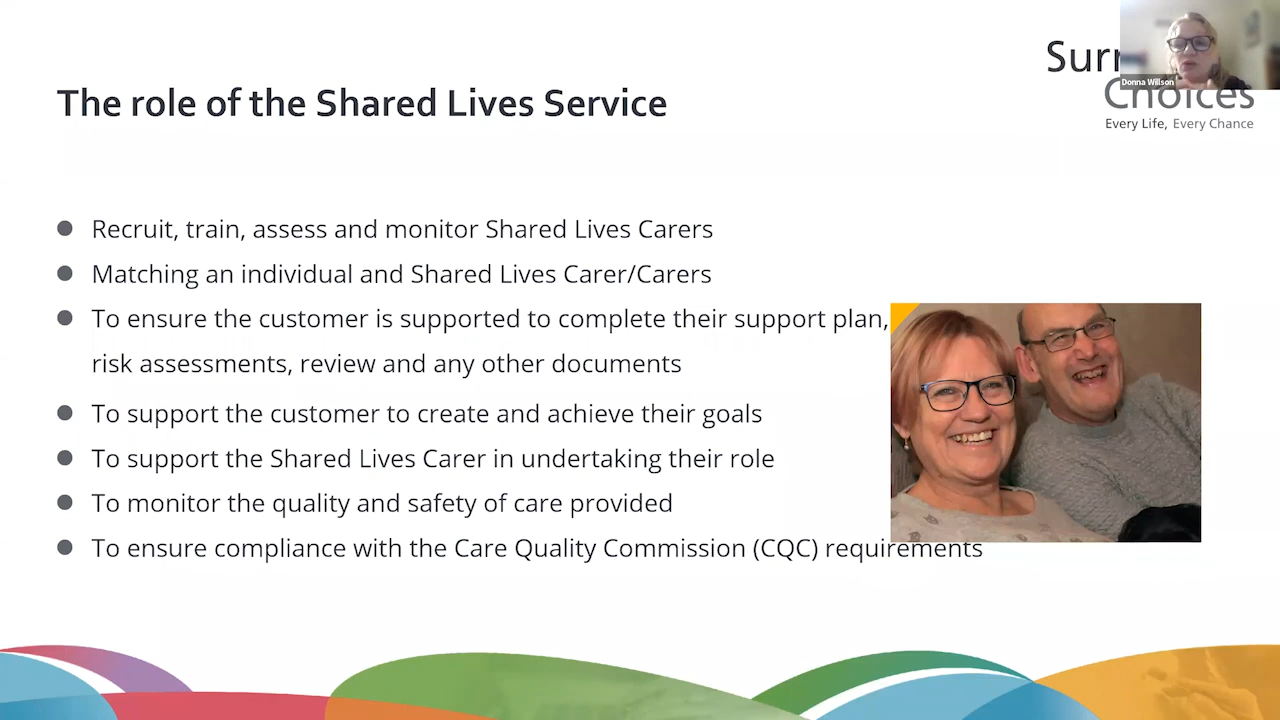 Surr
Donna Willson
Choices
Every Life, Every Chance
The role of the Shared Lives Service
Recruit, train, assess and monitor Shared Lives Carers
Matching an individual and Shared Lives Carer/Carers
To ensure the customer is supported to complete their support plan,
risk assessments, review and any other documents
To support the customer to create and achieve their goals
To support the Shared Lives Carer in undertaking their role
To monitor the quality and safety of care provided
To ensure compliance with the Care Quality Commission (CQC) requirements